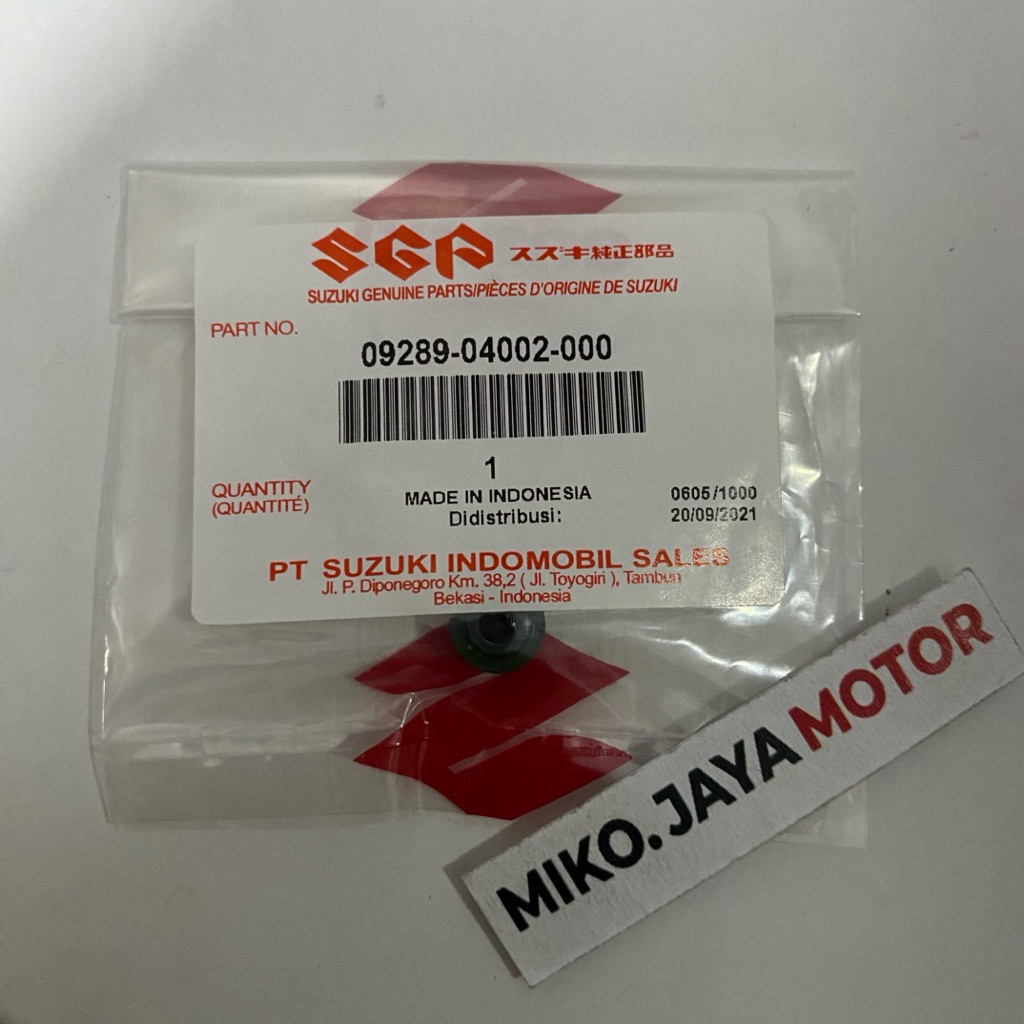 SGP スズキ純正部品
SUZUKI GENUINE PARTS/PIÈCES D'ORIGINE DE SUZUKI
PART NO.
09289-04002-000
1
QUANTITY
(QUANTITÉ)
MADE IN INDONESIA
0605/1000
Didistribusi:
20/09/2021
PT SUZUKI INDOMOBIL SALES
Jl. P. Diponegoro Km. 38,2 ( Jl. Toyogiri ), Tambun
Bekasi - Indonesia
MIKO.JAYA MOTOR